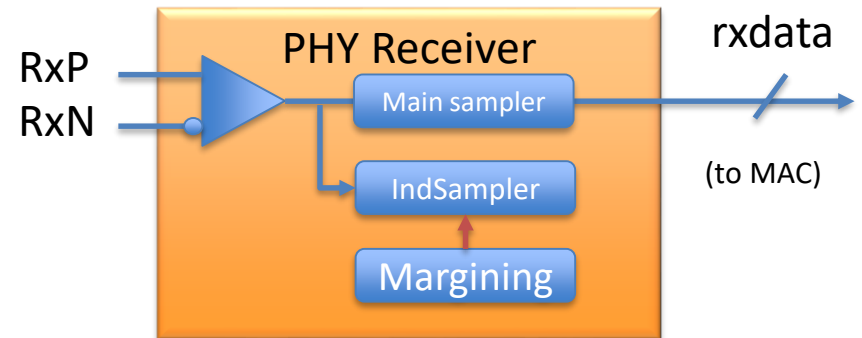 PHY Receiver
rxdata
RxP
RxN
Main sampler
(to MAC)
IndSampler
Margining